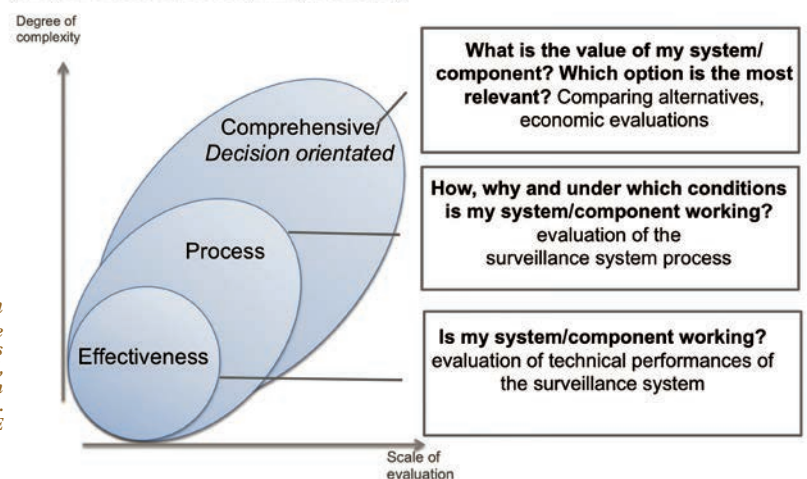 Degree of
complexity
What is the value of my system/
component? Which option is the most
relevant? Comparing alternatives,
economic evaluations
Comprehensive/
Decision orientated
How, why and under which conditions
is my system/component working?
evaluation of the
surveillance system process
Process
Is my system/component working?
evaluation of technical performances of
the surveillance system
Effectiveness
Scale of
evaluation